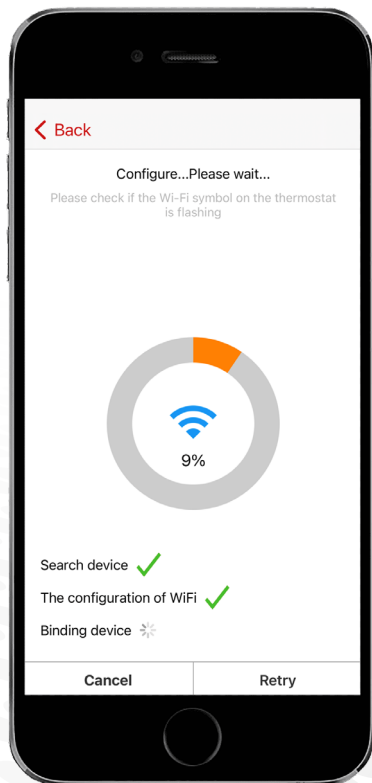 Back
Configure...Please wait...
Please check if the Wi-Fi symbol on the thermostat
is flashing
9%
Search device
The configuration of WiFi
Binding device
Cancel
Retry